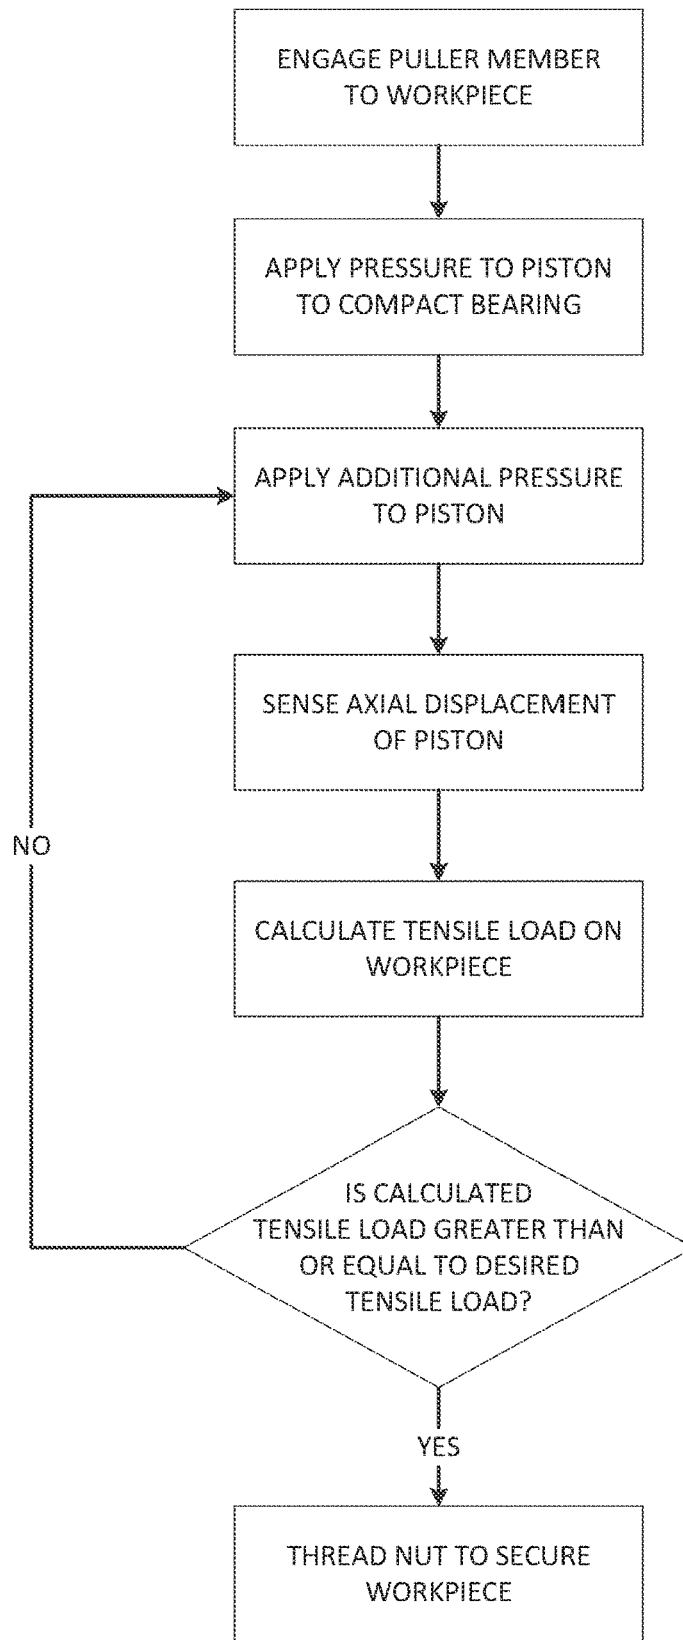 ENGAGE PULLER MEMBER
TO WORKPIECE
APPLY PRESSURE TO PISTON
TO COMPACT BEARING
APPLY ADDITIONAL PRESSURE
TO PISTON
SENSE AXIAL DISPLACEMENT
OF PISTON
NO
CALCULATE TENSILE LOAD ON
WORKPIECE
IS CALCULATED
TENSILE LOAD GREATER THAN
OR EQUAL TO DESIRED
TENSILE LOAD?
YES
THREAD NUT TO SECURE
WORKPIECE